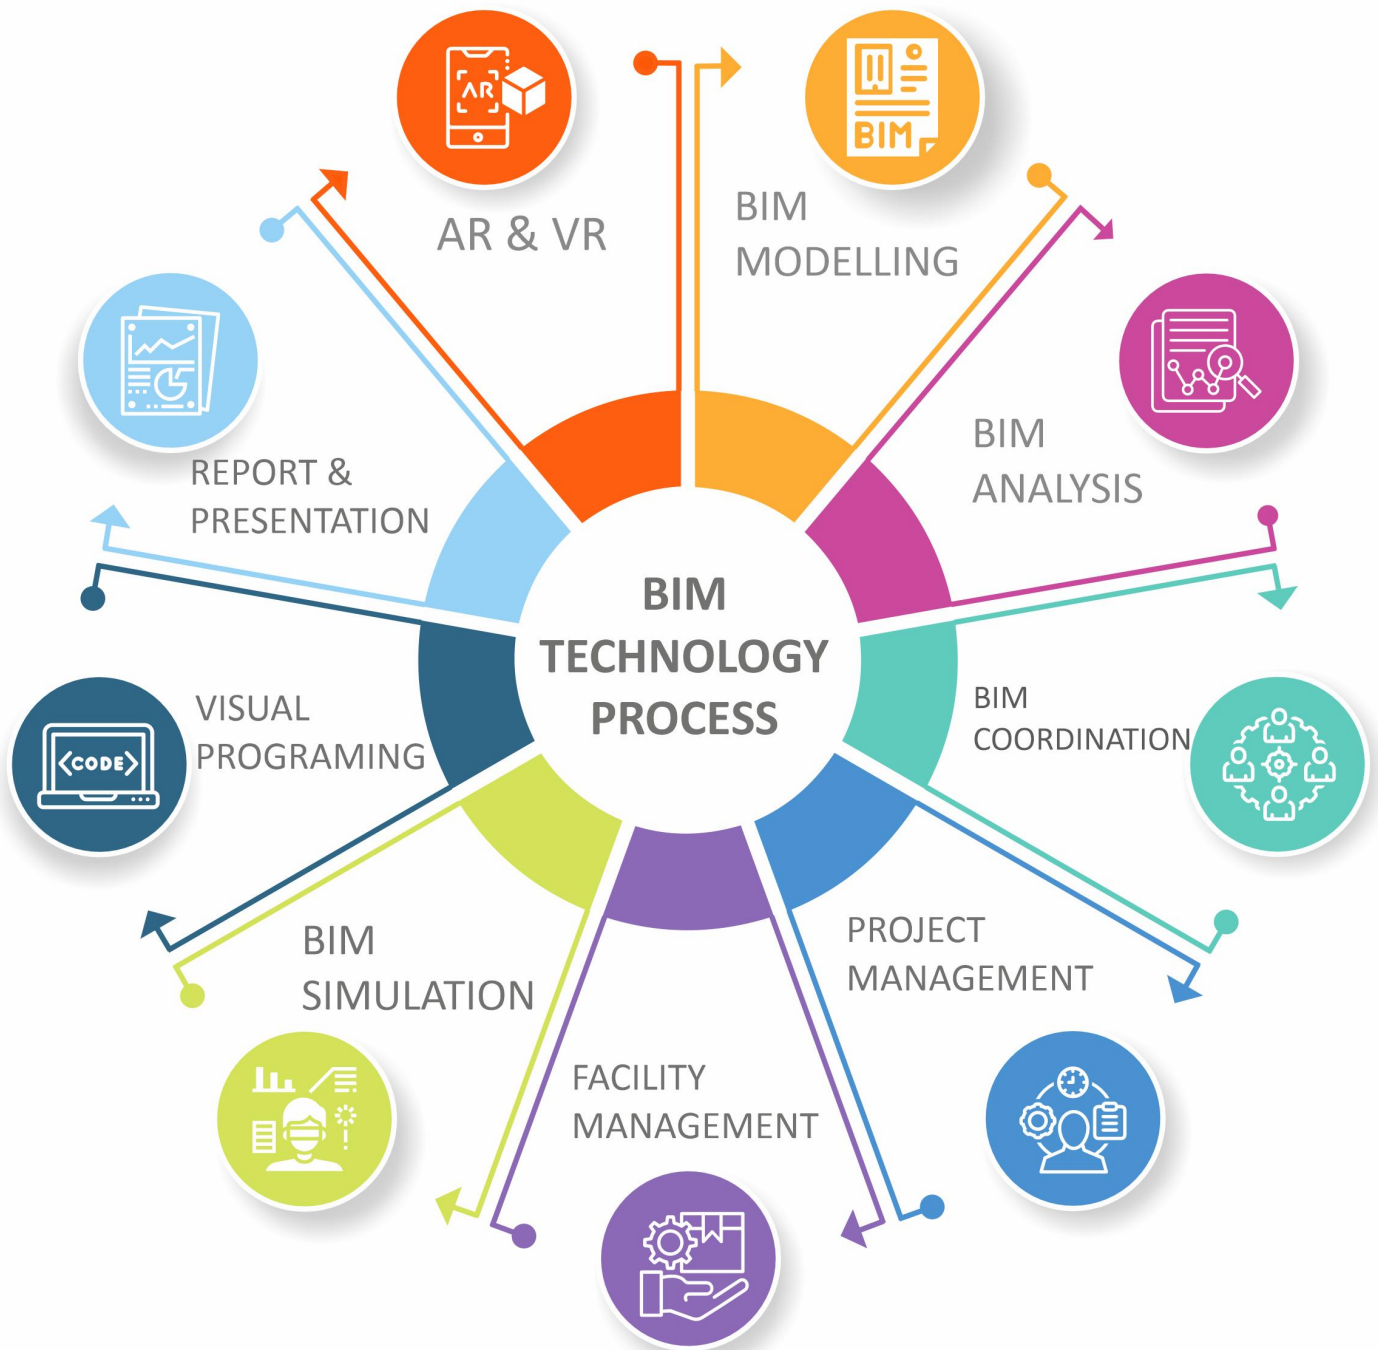 AR
AR & VR
BIM
BIM
MODELLING
BIM
ANALYSIS
BIM
COORDINATION
PROJECT
MANAGEMENT
FACILITY
MANAGEMENT
BIM
SIMULATION
<CODE>
VISUAL
PROGRAMING
REPORT &
PRESENTATION
BIM
TECHNOLOGY
PROCESS